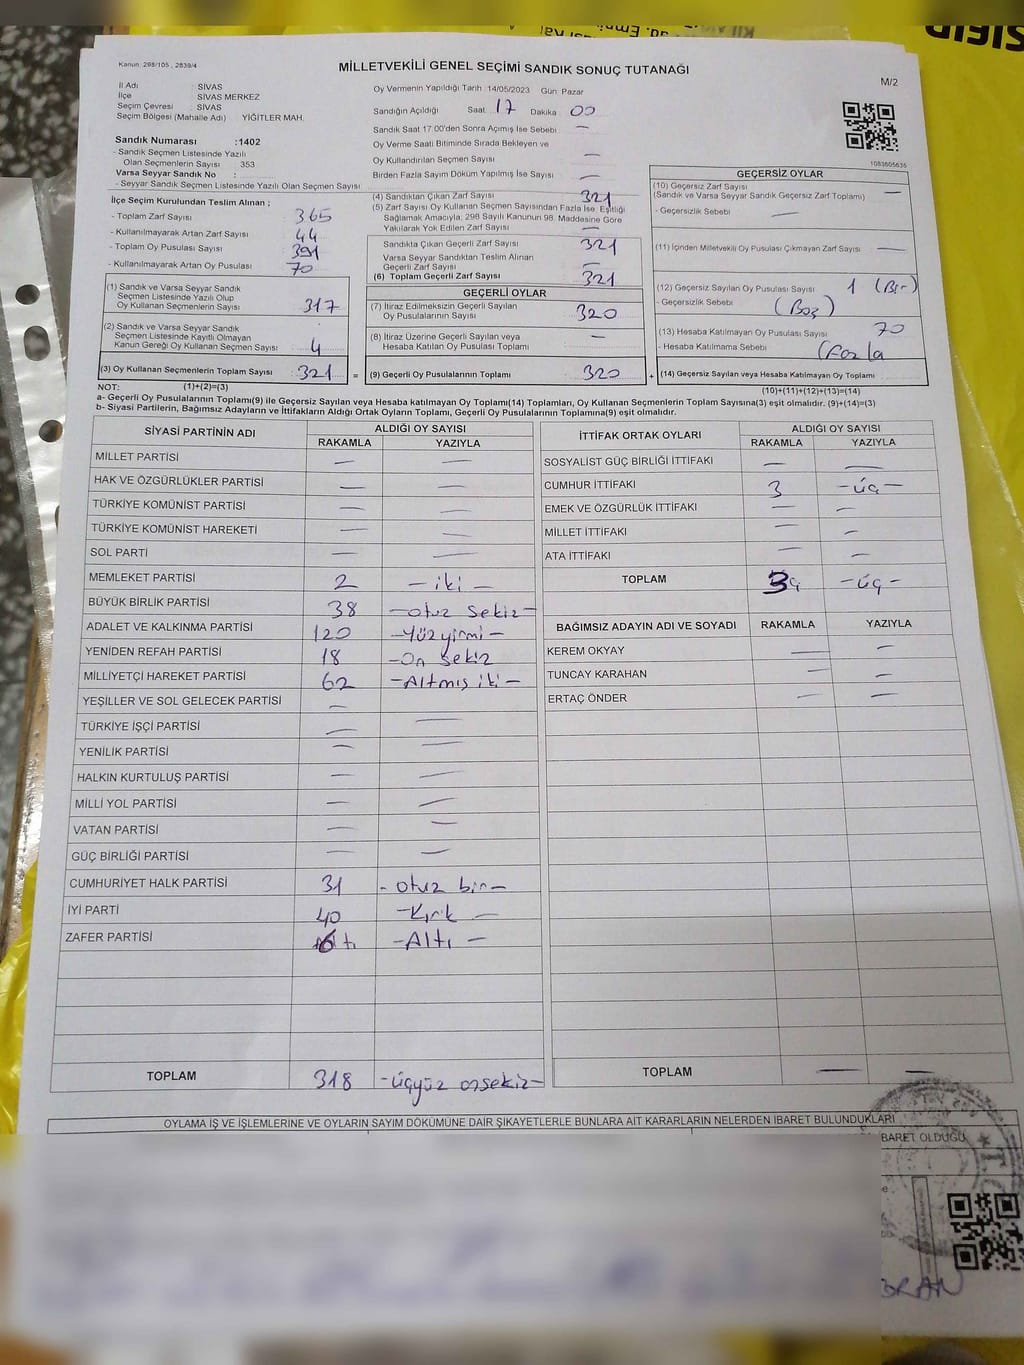 SIFIR
Kanun: 298/105 , 2839/4
MİLLETVEKİLİ GENEL SEÇİMİ SANDIK SONUÇ TUTANAĞI
M/2
İl Adı : SİVAS
İlçe : SİVAS MERKEZ
Seçim Çevresi : SİVAS
Seçim Bölgesi (Mahalle Adı) YİĞİTLER MAH.
Oy Vermenin Yapıldığı Tarih 14/05/2023 Gün: Pazar
Sandığın Açıldığı Saat: 17 Dakika 00
Sandık Saat 17.00'den Sonra Açımış İse Sebebi : —
Oy Verme Saati Bitiminde Sırada Bekleyen ve
Oy Kullandırılan Seçmen Sayısı —
Birden Fazla Sayım Döküm Yapılmış İse Sayısı —
Sandık Numarası :1402
- Sandık Seçmen Listesinde Yazılı
Olan Seçmenlerin Sayısı 353
Varsa Seyyar Sandık No :
- Seyyar Sandık Seçmen Listesinde Yazılı Olan Seçmen Sayısı
İlçe Seçim Kurulundan Teslim Alınan ;
- Toplam Zarf Sayısı : 365
- Kullanılmayarak Artan Zarf Sayısı : 44
- Toplam Oy Pusulası Sayısı : 391
- Kullanılmayarak Artan Oy Pusulası : 70
(1) Sandık ve Varsa Seyyar Sandık
Seçmen Listesinde Yazılı Olup
Oy Kullanan Seçmenlerin Sayısı : 317
(2) Sandık ve Varsa Seyyar Sandık
Seçmen Listesinde Kayıtlı Olmayan
Kanun Gereği Oy Kullanan Seçmen Sayısı : 4
(3) Oy Kullanan Seçmenlerin Toplam Sayısı : 321 =
(4) Sandıktan Çıkan Zarf Sayısı : 321
(5) Zarf Sayısı Oy Kullanan Seçmen Sayısından Fazla İse, Eşitliği
Sağlamak Amacıyla; 298 Sayılı Kanunun 98. Maddesine Göre
Yakılarak Yok Edilen Zarf Sayısı : —
Sandıkta Çıkan Geçerli Zarf Sayısı : 321
Varsa Seyyar Sandıktan Teslim Alınan
Geçerli Zarf Sayısı : —
(6) Toplam Geçerli Zarf Sayısı : 321
GEÇERLİ OYLAR
(7) İtiraz Edilmeksizin Geçerli Sayılan
Oy Pusulalarının Sayısı : 320
(8) İtiraz Üzerine Geçerli Sayılan veya
Hesaba Katılan Oy Pusulası Toplamı : —
(9) Geçerli Oy Pusulalarının Toplamı : 320 +
1083805635
GEÇERSİZ OYLAR
(10) Geçersiz Zarf Sayısı : —
(Sandık ve Varsa Seyyar Sandık Geçersiz Zarf Toplamı)
- Geçersizlik Sebebi : —
(11) İçinden Milletvekili Oy Pusulası Çıkmayan Zarf Sayısı : —
(12) Geçersiz Sayılan Oy Pusulası Sayısı : 1 (Bir)
- Geçersizlik Sebebi : (Boş)
(13) Hesaba Katılmayan Oy Pusulası Sayısı : 70
- Hesaba Katılmama Sebebi : (Fazla
(14) Geçersiz Sayılan veya Hesaba Katılmayan Oy Toplamı :
NOT: (1)+(2)=(3)
(10)+(11)+(12)+(13)=(14)
a- Geçerli Oy Pusulalarının Toplamı(9) ile Geçersiz Sayılan veya Hesaba katılmayan Oy Toplamı(14) Toplamları, Oy Kullanan Seçmenlerin Toplam Sayısına(3) eşit olmalıdır. (9)+(14)=(3)
b- Siyasi Partilerin, Bağımsız Adayların ve İttifakların Aldığı Ortak Oyların Toplamı, Geçerli Oy Pusulalarının Toplamına(9) eşit olmalıdır.
SİYASİ PARTİNİN ADI ALDIĞI OY SAYISI
RAKAMLA YAZIYLA
MİLLET PARTİSİ — —
HAK VE ÖZGÜRLÜKLER PARTİSİ — —
TÜRKİYE KOMÜNİST PARTİSİ — —
TÜRKİYE KOMÜNİST HAREKETİ — —
SOL PARTİ — —
MEMLEKET PARTİSİ 2 — iki —
BÜYÜK BİRLİK PARTİSİ 38 — otuz sekiz —
ADALET VE KALKINMA PARTİSİ 120 — Yüzyirmi —
YENİDEN REFAH PARTİSİ 18 — On sekiz
MİLLİYETÇİ HAREKET PARTİSİ 62 — Altmış iki —
YEŞİLLER VE SOL GELECEK PARTİSİ —
TÜRKİYE İŞÇİ PARTİSİ — —
YENİLİK PARTİSİ — —
HALKIN KURTULUŞ PARTİSİ — —
MİLLİ YOL PARTİSİ — —
VATAN PARTİSİ — —
GÜÇ BİRLİĞİ PARTİSİ — —
CUMHURİYET HALK PARTİSİ 31 - otuz bir —
İYİ PARTİ 40 — Kırk —
ZAFER PARTİSİ 6 — Altı —
TOPLAM 318 - üçyüz onsekiz —
İTTİFAK ORTAK OYLARI ALDIĞI OY SAYISI
RAKAMLA YAZIYLA
SOSYALİST GÜÇ BİRLİĞİ İTTİFAKI — —
CUMHUR İTTİFAKI 3 — üç —
EMEK VE ÖZGÜRLÜK İTTİFAKI — —
MİLLET İTTİFAKI — —
ATA İTTİFAKI — —
TOPLAM 3 — üç —
BAĞIMSIZ ADAYIN ADI VE SOYADI RAKAMLA YAZIYLA
KEREM OKYAY — —
TUNCAY KARAHAN — —
ERTAÇ ÖNDER — —
TOPLAM — —
OYLAMA İŞ VE İŞLEMLERİNE VE OYLARIN SAYIM DÖKÜMÜNE DAİR ŞİKAYETLERLE BUNLARA AİT KARARLARIN NELERDEN İBARET BULUNDUKLARI
BARET OLDUĞU